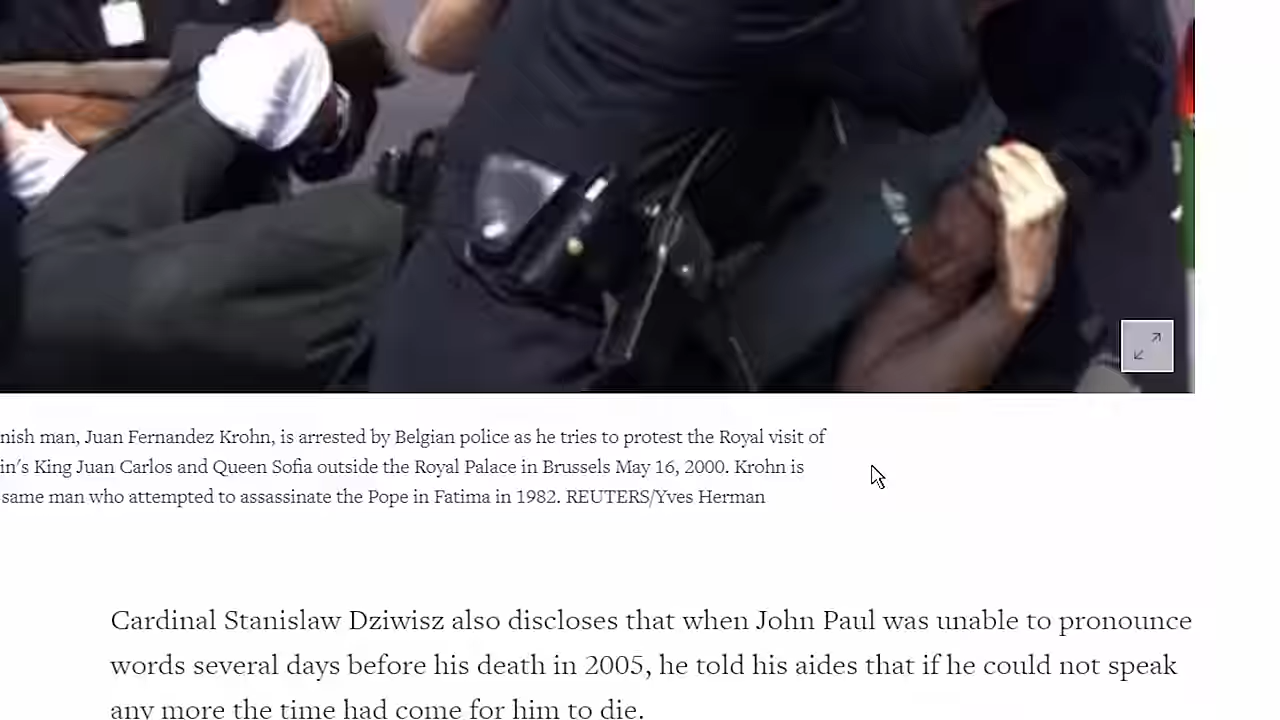 nish man, Juan Fernandez Krohn, is arrested by Belgian police as he tries to protest the Royal visit of
in's King Juan Carlos and Queen Sofia outside the Royal Palace in Brussels May 16, 2000. Krohn is
same man who attempted to assassinate the Pope in Fatima in 1982. REUTERS/Yves Herman
Cardinal Stanislaw Dziwisz also discloses that when John Paul was unable to pronounce
words several days before his death in 2005, he told his aides that if he could not speak
any more the time had come for him to die.